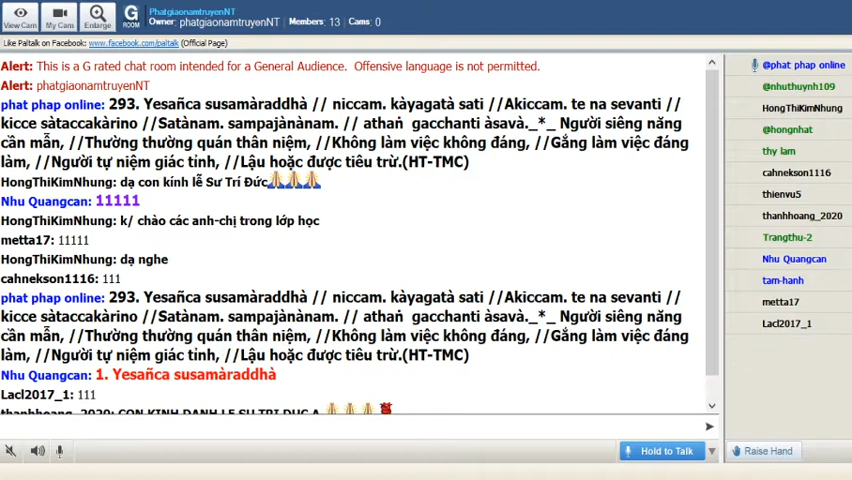 PhatgiaonamtruyenNT
Owner: phatgiaonamtruyenNT Members: 13 Cams: 0
View Cam My Cam Enlarge G ROOM
Like Paltalk on Facebook: www.facebook.com/paltalk (Official Page)
Alert: This is a G rated chat room intended for a General Audience. Offensive language is not permitted.
Alert: phatgiaonamtruyenNT
phat phap online: 293. Yesañca susamàraddhà // niccam. kàyagatà sati //Akiccam. te na sevanti //
kicce sàtaccakàrino //Satànam. sampajànànam. // athaṅ gacchanti àsavà._*_ Người siêng năng
cần mẫn, //Thường thường quán thân niệm, //Không làm việc không đáng, //Gắng làm việc đáng
làm, //Người tự niệm giác tỉnh, //Lậu hoặc được tiêu trừ.(HT-TMC)
HongThiKimNhung: dạ con kính lễ Sư Trí Đức
Nhu Quangcan: 11111
HongThiKimNhung: k/ chào các anh-chị trong lớp học
metta17: 11111
HongThiKimNhung: dạ nghe
cahnekson1116: 111
phat phap online: 293. Yesañca susamàraddhà // niccam. kàyagatà sati //Akiccam. te na sevanti //
kicce sàtaccakàrino //Satànam. sampajànànam. // athaṅ gacchanti àsavà._*_ Người siêng năng
cần mẫn, //Thường thường quán thân niệm, //Không làm việc không đáng, //Gắng làm việc đáng
làm, //Người tự niệm giác tỉnh, //Lậu hoặc được tiêu trừ.(HT-TMC)
Nhu Quangcan: 1. Yesañca susamàraddhà
Lacl2017_1: 111
thanhhoang_2020: CON KINH DANH LE SU TRI DUC A
Hold to Talk
Raise Hand
@phat phap online
@nhuthuynh109
HongThiKimNhung
@hongnhat
thy lam
cahnekson1116
thienvu5
thanhhoang_2020
Trangthu-2
Nhu Quangcan
tam-hanh
metta17
Lacl2017_1